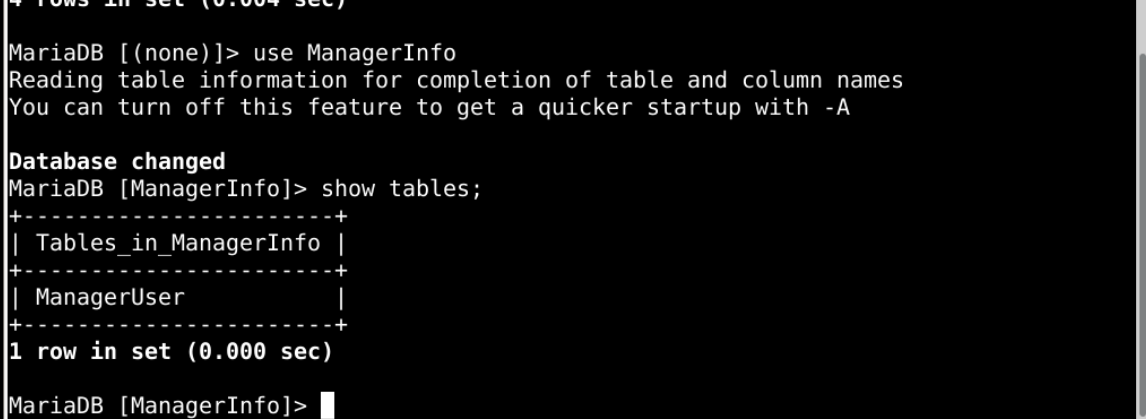 4 rows in set (0.004 sec)
MariaDB [(none)]> use ManagerInfo
Reading table information for completion of table and column names
You can turn off this feature to get a quicker startup with -A
Database changed
MariaDB [ManagerInfo]> show tables;
+-----------------------+
| Tables_in_ManagerInfo |
+-----------------------+
| ManagerUser           |
+-----------------------+
1 row in set (0.000 sec)
MariaDB [ManagerInfo]>